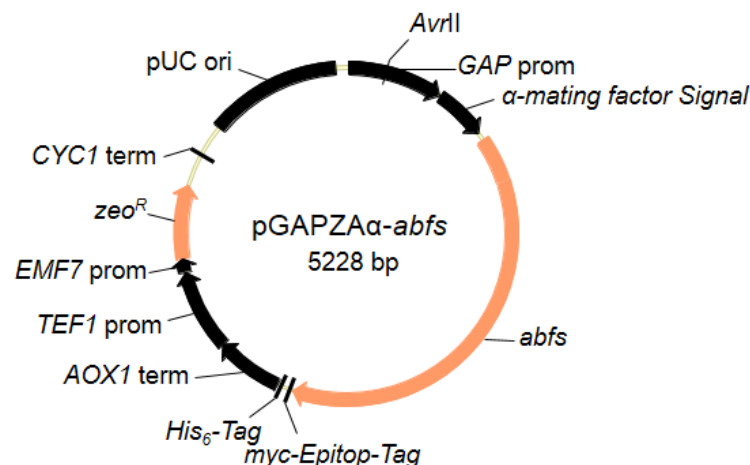 AvrII
pUC ori
GAP prom
α-mating factor Signal
CYC1 term
zeoR
pGAPZAα-abfs
5228 bp
EMF7 prom
TEF1 prom
abfs
AOX1 term
His6-Tag
myc-Epitop-Tag